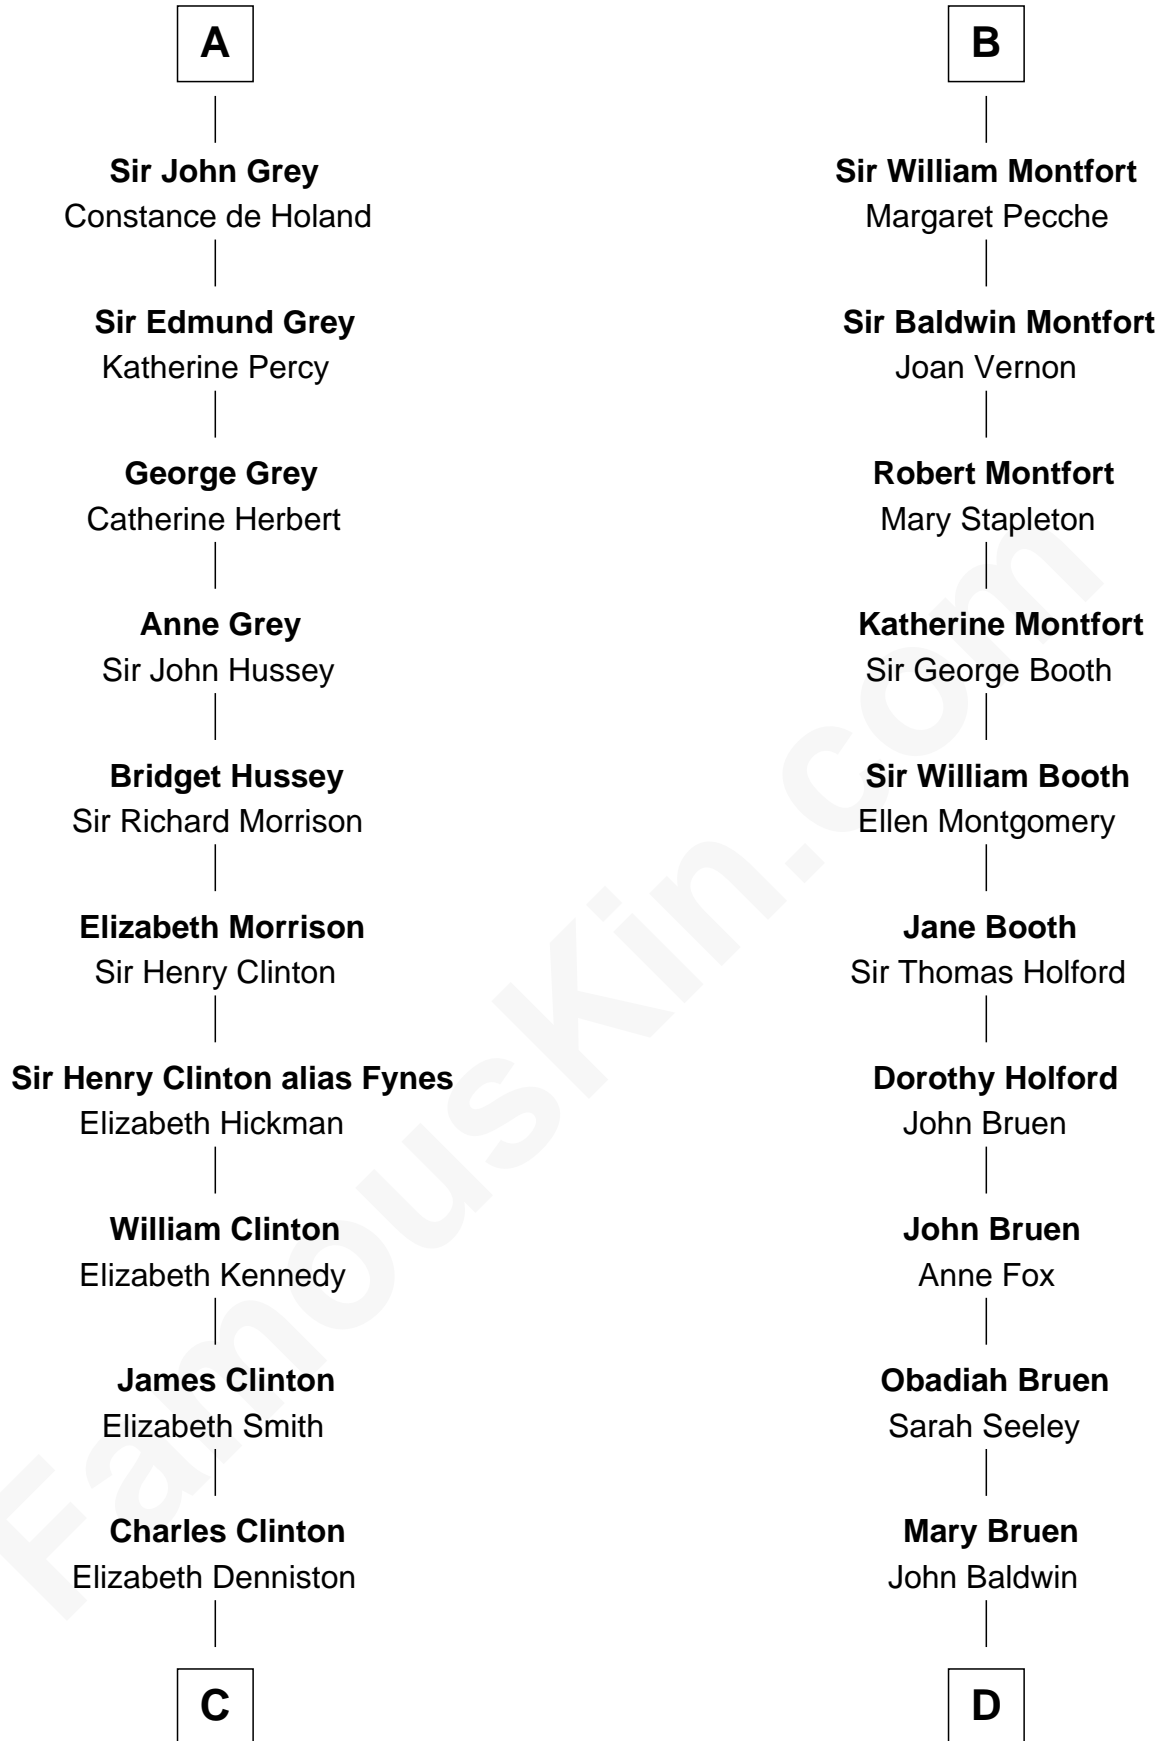 A
Sir John Grey
Constance de Holand
Sir Edmund Grey
Katherine Percy
George Grey
Catherine Herbert
Anne Grey
Sir John Hussey
Bridget Hussey
Sir Richard Morrison
Elizabeth Morrison
Sir Henry Clinton
Sir Henry Clinton alias Fynes
Elizabeth Hickman
William Clinton
Elizabeth Kennedy
James Clinton
Elizabeth Smith
Charles Clinton
Elizabeth Denniston
C
B
Sir William Montfort
Margaret Pecche
Sir Baldwin Montfort
Joan Vernon
Robert Montfort
Mary Stapleton
Katherine Montfort
Sir George Booth
Sir William Booth
Ellen Montgomery
Jane Booth
Sir Thomas Holford
Dorothy Holford
John Bruen
John Bruen
Anne Fox
Obadiah Bruen
Sarah Seeley
Mary Bruen
John Baldwin
D
FamousKin.com